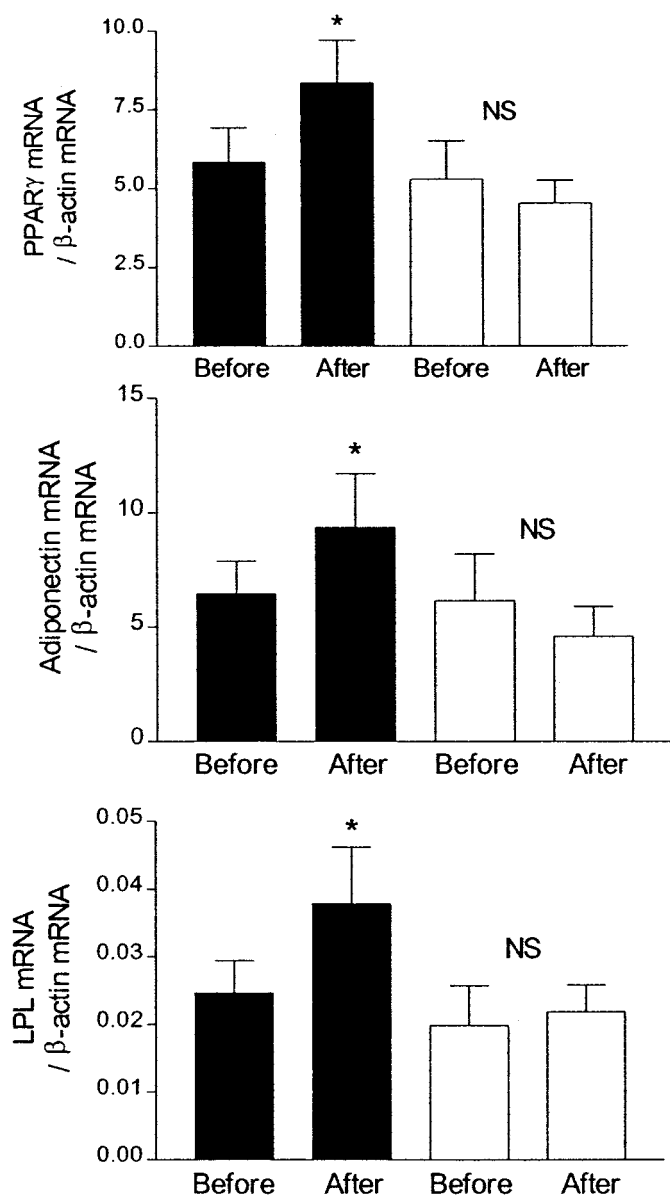 *
10.0
7.5
5.0
2.5
0.0
PPARγ mRNA
/ β-actin mRNA
NS
Before After Before After
*
15
10
5
0
Adiponectin mRNA
/ β-actin mRNA
NS
Before After Before After
*
0.05
0.04
0.03
0.02
0.01
0.00
LPL mRNA
/ β-actin mRNA
NS
Before After Before After